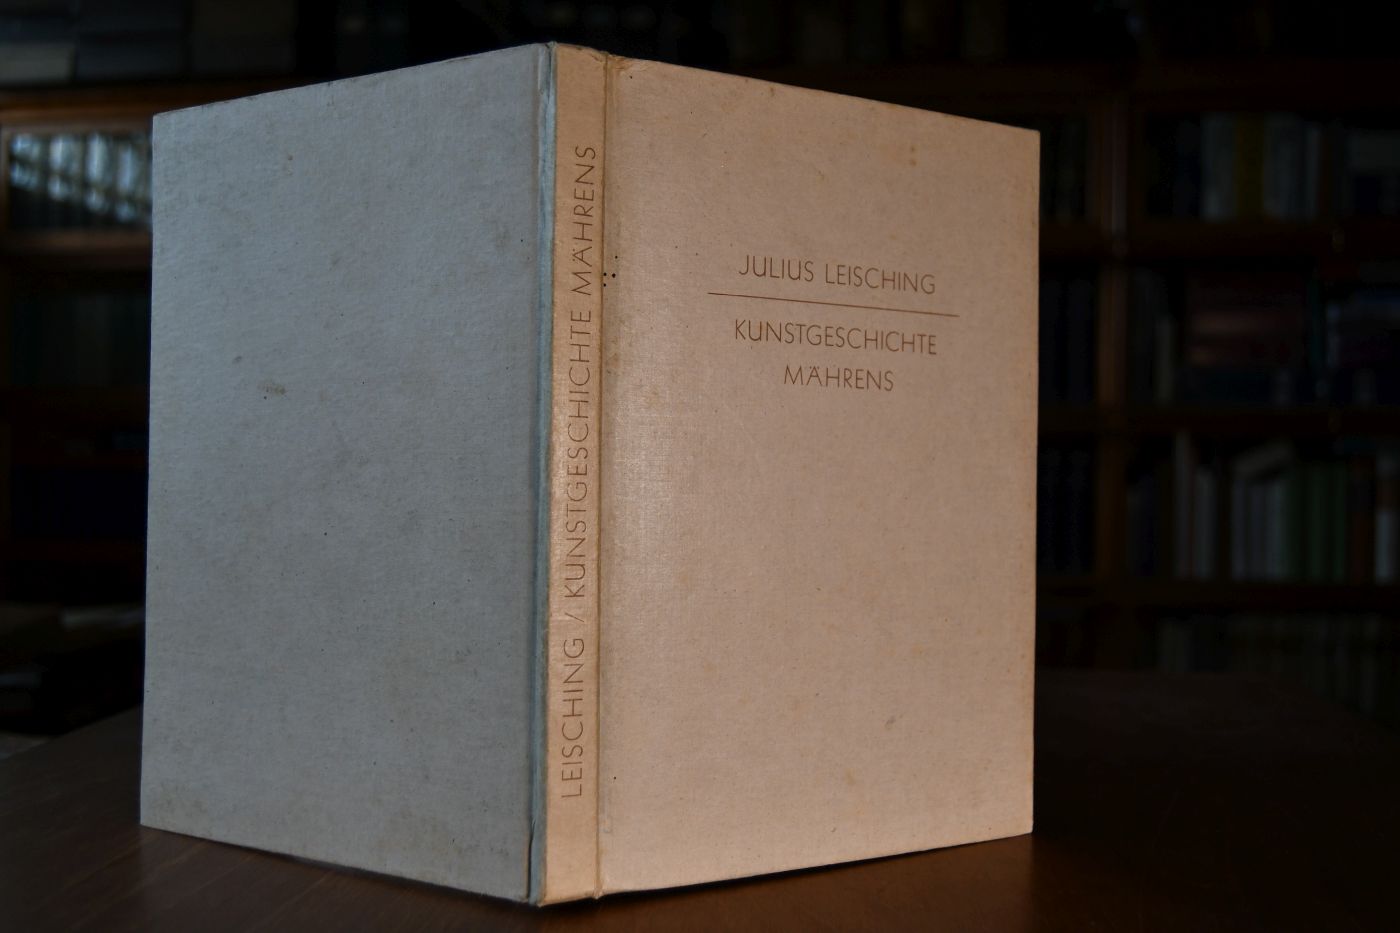 LEISCHING / KUNSTGESCHICHTE MÄHRENS
JULIUS LEISCHING
KUNSTGESCHICHTE
MÄHRENS